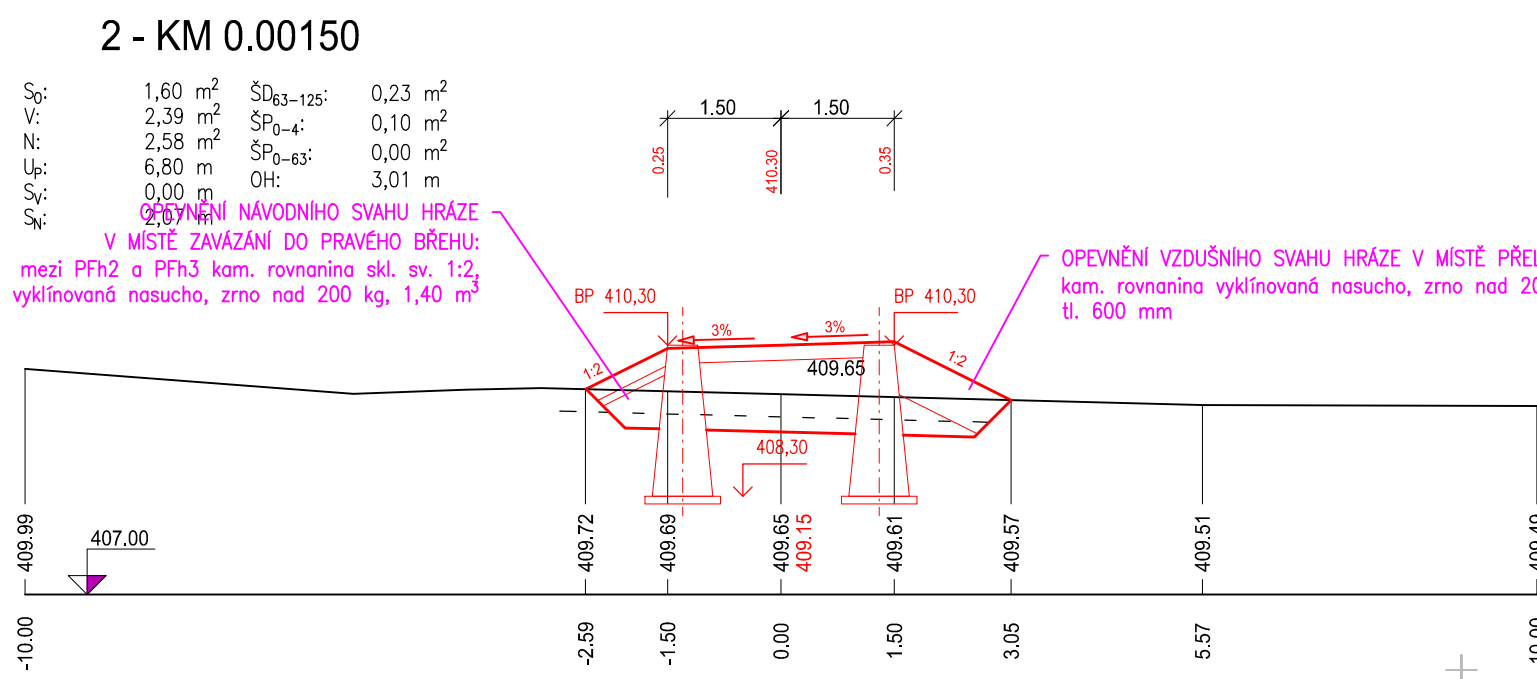 2 - KM 0.00150
S0: 1,60 m² ŠD63-125: 0,23 m²
V: 2,39 m² ŠP0-4: 0,10 m²
N: 2,58 m² ŠP0-63: 0,00 m²
UP: 6,80 m OH: 3,01 m
SV: 0,00 m
SN: 2,07 m
1.50 1.50
0.25 410.30 0.35
OPEVNĚNÍ NÁVODNÍHO SVAHU HRÁZE
V MÍSTĚ ZAVÁZÁNÍ DO PRAVÉHO BŘEHU:
mezi PFh2 a PFh3 kam. rovnanina skl. sv. 1:2,
vyklínovaná nasucho, zrno nad 200 kg, 1,40 m³
OPEVNĚNÍ VZDUŠNÍHO SVAHU HRÁZE V MÍSTĚ
kam. rovnanina vyklínovaná nasucho, zrno nad
tl. 600 mm
BP 410,30 BP 410,30
3% 3%
1:2 409.65 1:2
408,30
407.00
409.99 409.72 409.69 409.65 409.15 409.61 409.57 409.51 409.49
-10.00 -2.59 -1.50 0.00 1.50 3.05 5.57 10.00